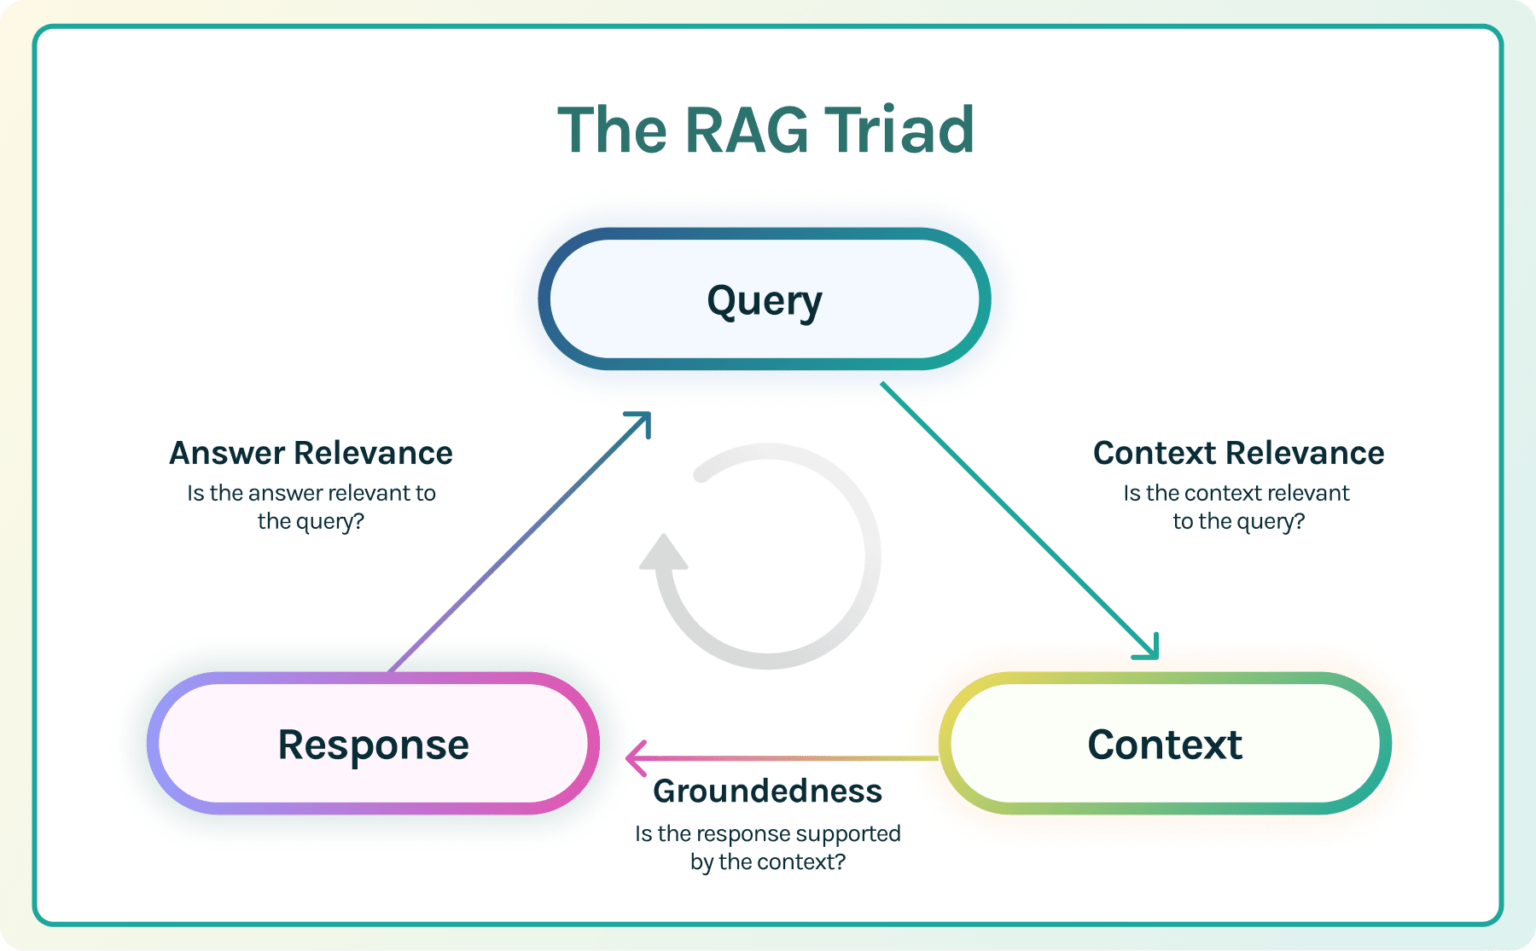 The RAG Triad
Query
Answer Relevance
Is the answer relevant to
the query?
Context Relevance
Is the context relevant
to the query?
Response
Context
Groundedness
Is the response supported
by the context?